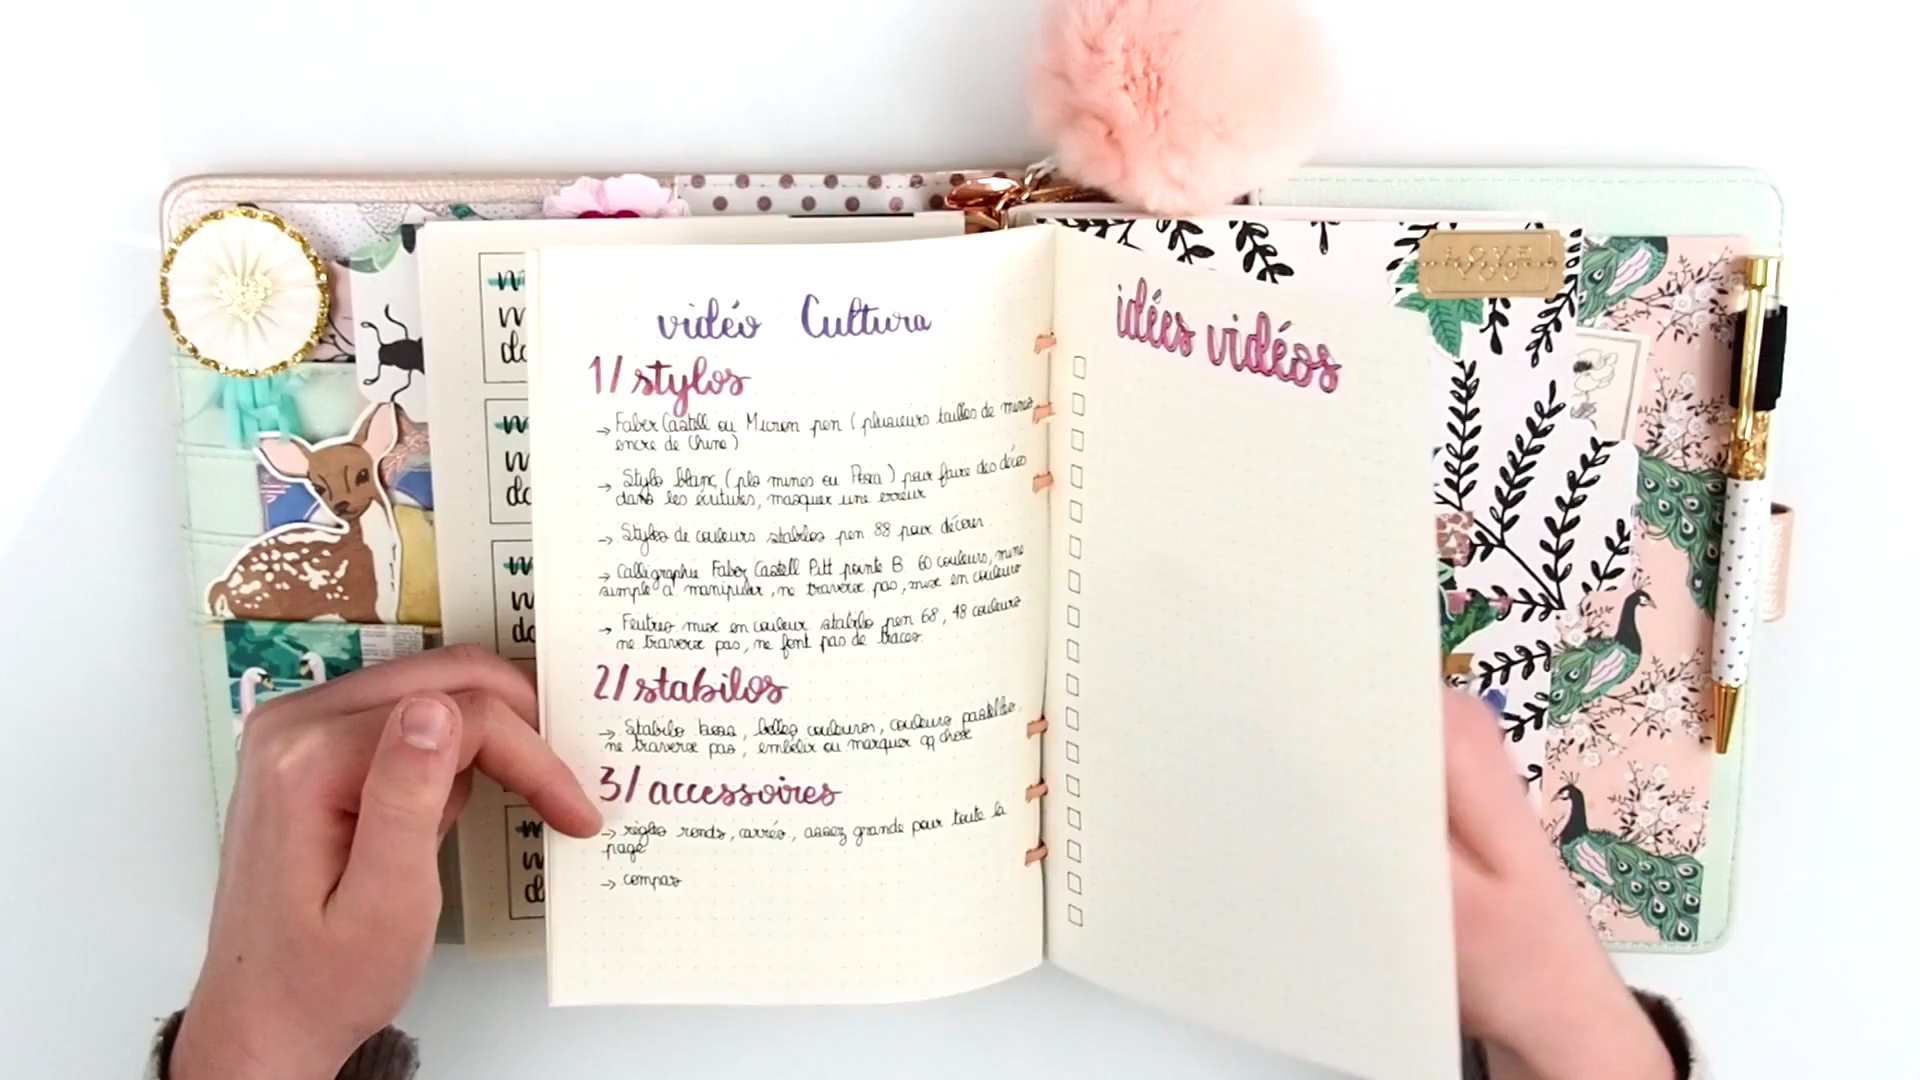 vidéo Cultura
1/ stylos
→ Faber Castell ou Micron pen (plusieurs tailles de mines
encre de Chine)
→ Stylo blanc (pls mines ou Posca) pour faire des décos
dans les écritures, masquer une erreur
→ Stylos de couleurs stabilos pen 88 pour décorer
→ Calligraphie Faber Castell Pitt pointe B 60 couleurs, mine
simple à manipuler, ne traverse pas, mise en couleurs
→ Feutres mise en couleur stabilo pen 68, 48 couleurs
ne traverse pas, ne font pas de traces.
2/ stabilos
→ Stabilo boss, belles couleurs, couleurs pastelles,
ne traverse pas, embelir ou marquer qq chose
3/ accessoires
→ règles ronds, carrés, assez grande pour toute la
page
→ compas
idées vidéos
LOVE
YOU